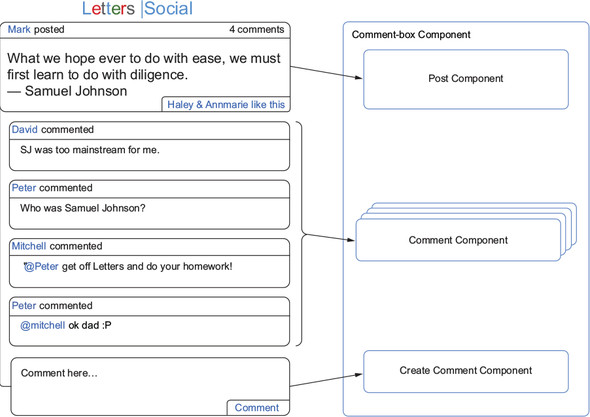 Letters |Social
Mark posted 4 comments
What we hope ever to do with ease, we must
first learn to do with diligence.
— Samuel Johnson
Haley & Annmarie like this
David commented
SJ was too mainstream for me.
Peter commented
Who was Samuel Johnson?
Mitchell commented
@Peter get off Letters and do your homework!
Peter commented
@mitchell ok dad :P
Comment here…
Comment
Comment-box Component
Post Component
Comment Component
Create Comment Component